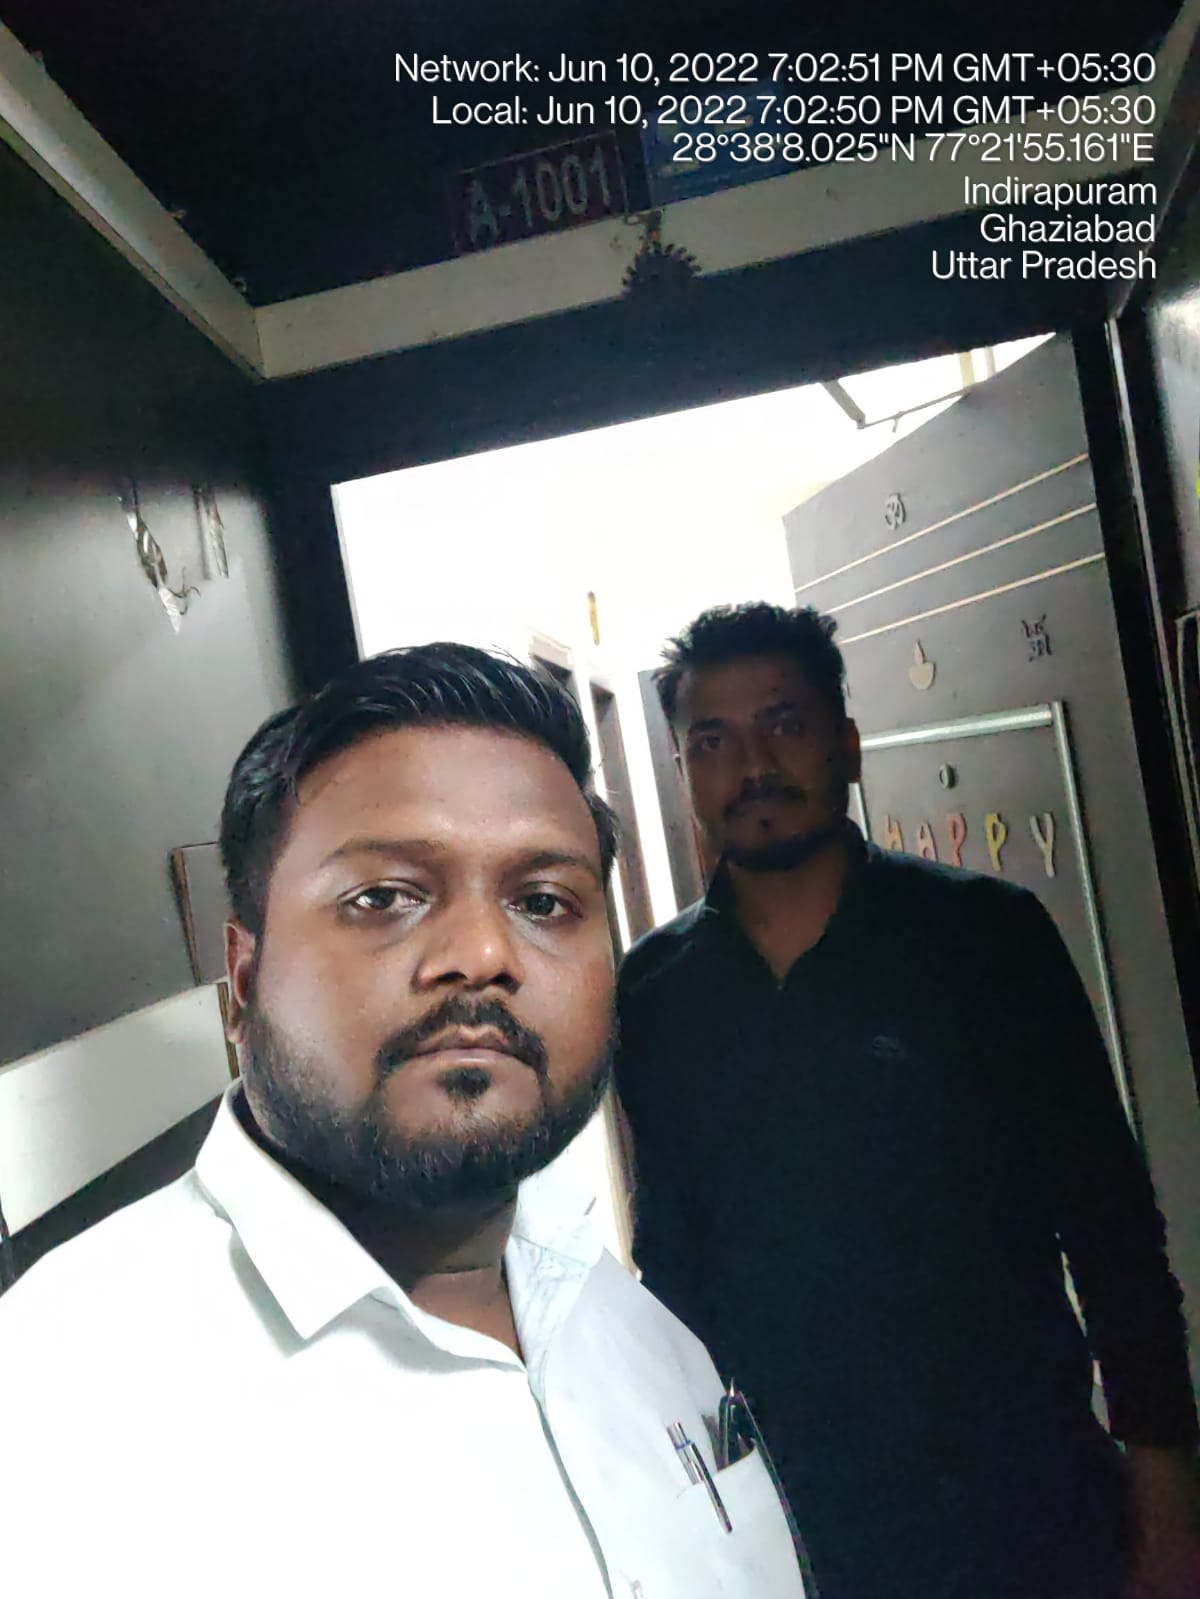 Network: Jun 10, 2022 7:02:51 PM GMT+05:30
Local: Jun 10, 2022 7:02:50 PM GMT+05:30
28°38'8.025"N 77°21'55.161"E
Indirapuram
Ghaziabad
Uttar Pradesh
A-1001
ॐ
HAPPY